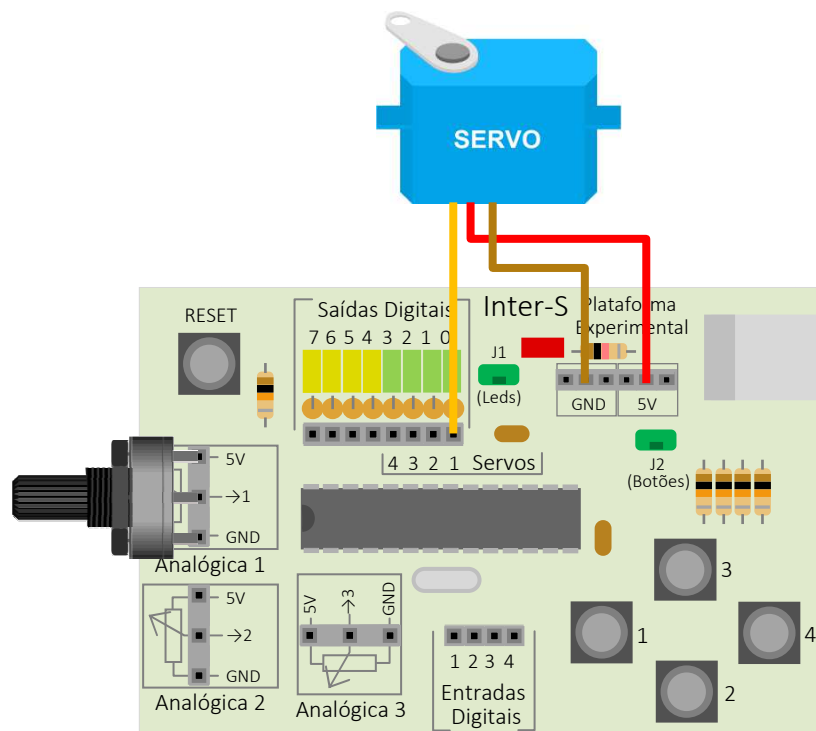 SERVO
RESET
Saídas Digitais
7 6 5 4 3 2 1 0
Inter-S
Plataforma
Experimental
J1
(Leds)
GND
5V
J2
(Botões)
4 3 2 1 Servos
5V
→1
GND
Analógica 1
5V
→2
GND
Analógica 2
5V
→3
GND
Analógica 3
1 2 3 4
Entradas
Digitais
3
1
4
2